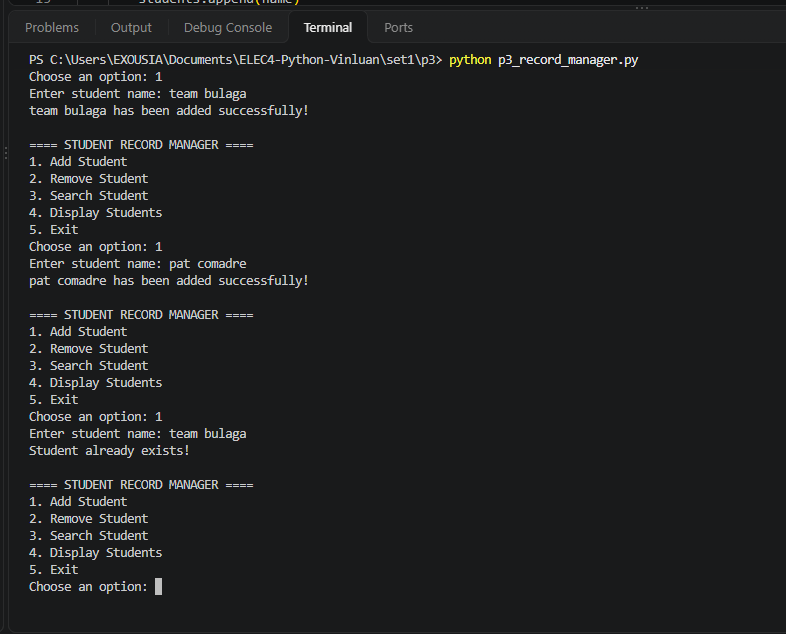 15 students.append(name)
Problems Output Debug Console Terminal Ports
PS C:\Users\EXOUSIA\Documents\ELEC4-Python-Vinluan\set1\p3> python p3_record_manager.py
Choose an option: 1
Enter student name: team bulaga
team bulaga has been added successfully!
==== STUDENT RECORD MANAGER ====
1. Add Student
2. Remove Student
3. Search Student
4. Display Students
5. Exit
Choose an option: 1
Enter student name: pat comadre
pat comadre has been added successfully!
==== STUDENT RECORD MANAGER ====
1. Add Student
2. Remove Student
3. Search Student
4. Display Students
5. Exit
Choose an option: 1
Enter student name: team bulaga
Student already exists!
==== STUDENT RECORD MANAGER ====
1. Add Student
2. Remove Student
3. Search Student
4. Display Students
5. Exit
Choose an option: